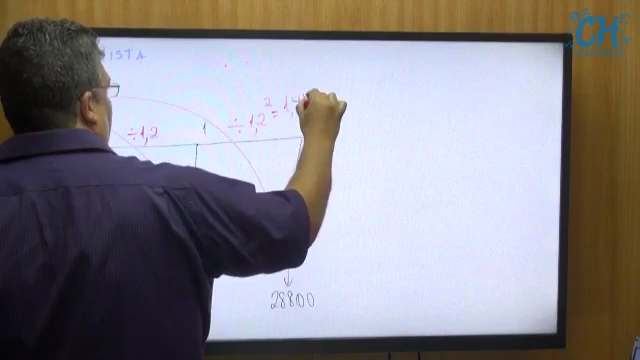 CH
ISTA
÷1,2 1 ÷1,2² = 1,4
28800